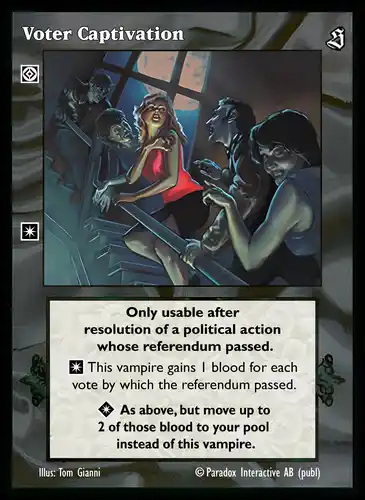 Voter Captivation
Only usable after
resolution of a political action
whose referendum passed.
This vampire gains 1 blood for each
vote by which the referendum passed.
As above, but move up to
2 of those blood to your pool
instead of this vampire.
Illus: Tom Gianni
© Paradox Interactive AB (publ)